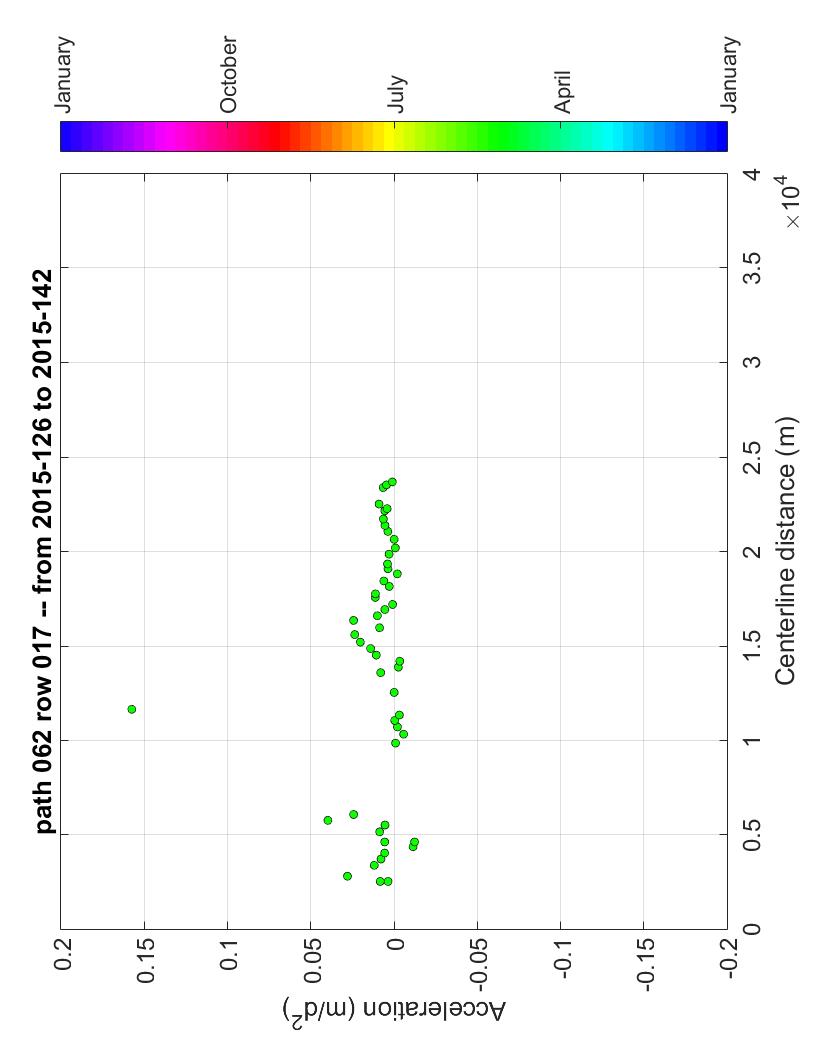 path 062 row 017 -- from 2015-126 to 2015-142
Acceleration (m/d²)
0.2
0.15
0.1
0.05
0
-0.05
-0.1
-0.15
-0.2
0
0.5
1
1.5
2
2.5
3
3.5
4
×10⁴
Centerline distance (m)
January
October
July
April
January